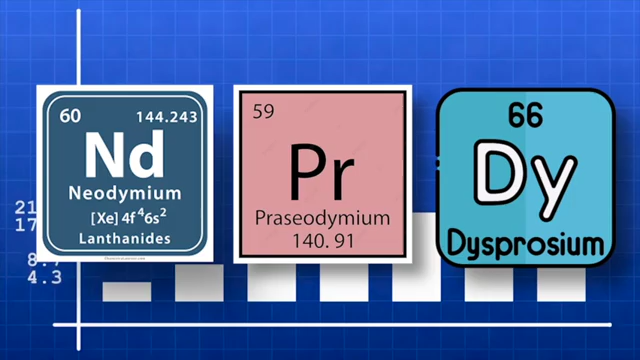 60 144.243
Nd
Neodymium
[Xe] 4f⁴6s²
Lanthanides
59
Pr
Praseodymium
140. 91
66
Dy
Dysprosium
21
17
4.3